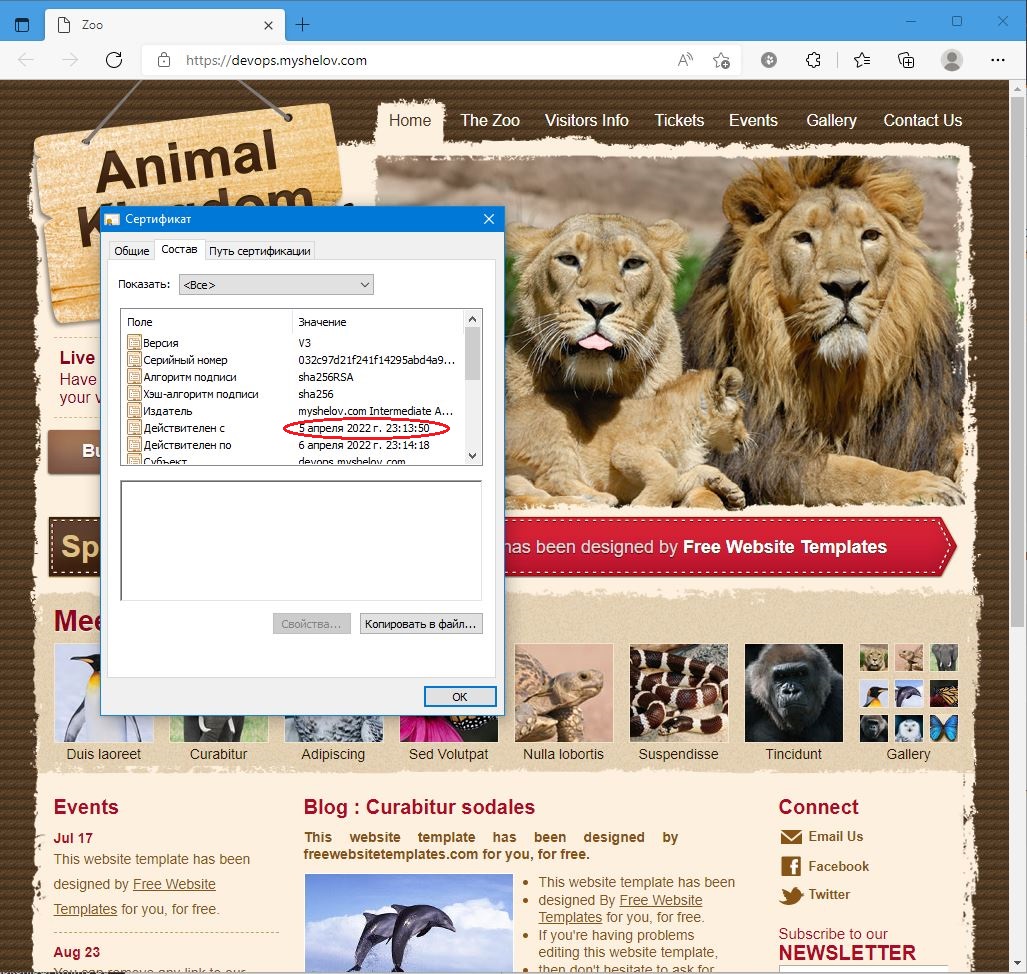 Zoo
https://devops.myshelov.com
Animal
Kingdom
Home The Zoo Visitors Info Tickets Events Gallery Contact Us
Сертификат
Общие Состав Путь сертификации
Показать: <Все>
Поле Значение
Версия V3
Серийный номер 032c97d21f241f14295abd4a9...
Алгоритм подписи sha256RSA
Хэш-алгоритм подписи sha256
Издатель myshelov.com Intermediate A...
Действителен с 5 апреля 2022 г. 23:13:50
Действителен по 6 апреля 2022 г. 23:14:18
Субъект devops.myshelov.com
Свойства... Копировать в файл...
ОК
Live
Have
your v
Bu
Sp
has been designed by Free Website Templates
Mee
Duis laoreet Curabitur Adipiscing Sed Volutpat Nulla lobortis Suspendisse Tincidunt Gallery
Events
Jul 17
This website template has been
designed by Free Website
Templates for you, for free.
Aug 23
You can remove any link to our
Blog : Curabitur sodales
This website template has been designed by
freewebsitetemplates.com for you, for free.
This website template has been
designed By Free Website
Templates for you, for free.
If you're having problems
editing this website template,
then don't hesitate to ask for
Connect
Email Us
Facebook
Twitter
Subscribe to our
NEWSLETTER